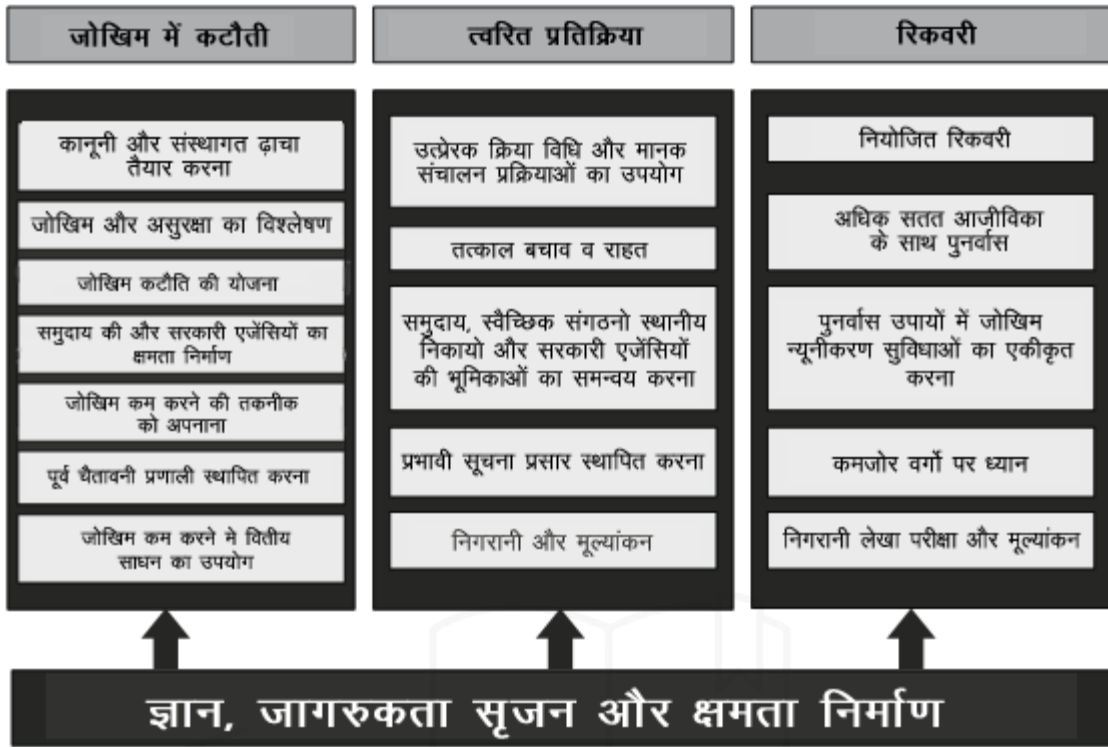 जोखिम में कटौती
कानूनी और संस्थागत ढ़ाचा
तैयार करना
जोखिम और असुरक्षा का विश्लेषण
जोखिम कटौति की योजना
समुदाय की और सरकारी एजेंसियों का
क्षमता निर्माण
जोखिम कम करने की तकनीक
को अपनाना
पूर्व चैतावनी प्रणाली स्थापित करना
जोखिम कम करने मे वितीय
साधन का उपयोग
त्वरित प्रतिक्रिया
उत्प्रेरक क्रिया विधि और मानक
संचालन प्रक्रियाओं का उपयोग
तत्काल बचाव व राहत
समुदाय, स्वैच्छिक संगठनो स्थानीय
निकायो और सरकारी एजेंसियों
की भूमिकाओं का समन्वय करना
प्रभावी सूचना प्रसार स्थापित करना
निगरानी और मूल्यांकन
रिकवरी
नियोजित रिकवरी
अधिक सतत आजीविका
के साथ पुनर्वास
पुनर्वास उपायों में जोखिम
न्यूनीकरण सुविधाओं का एकीकृत
करना
कमजोर वर्गो पर ध्यान
निगरानी लेखा परीक्षा और मूल्यांकन
ज्ञान, जागरुकता सृजन और क्षमता निर्माण